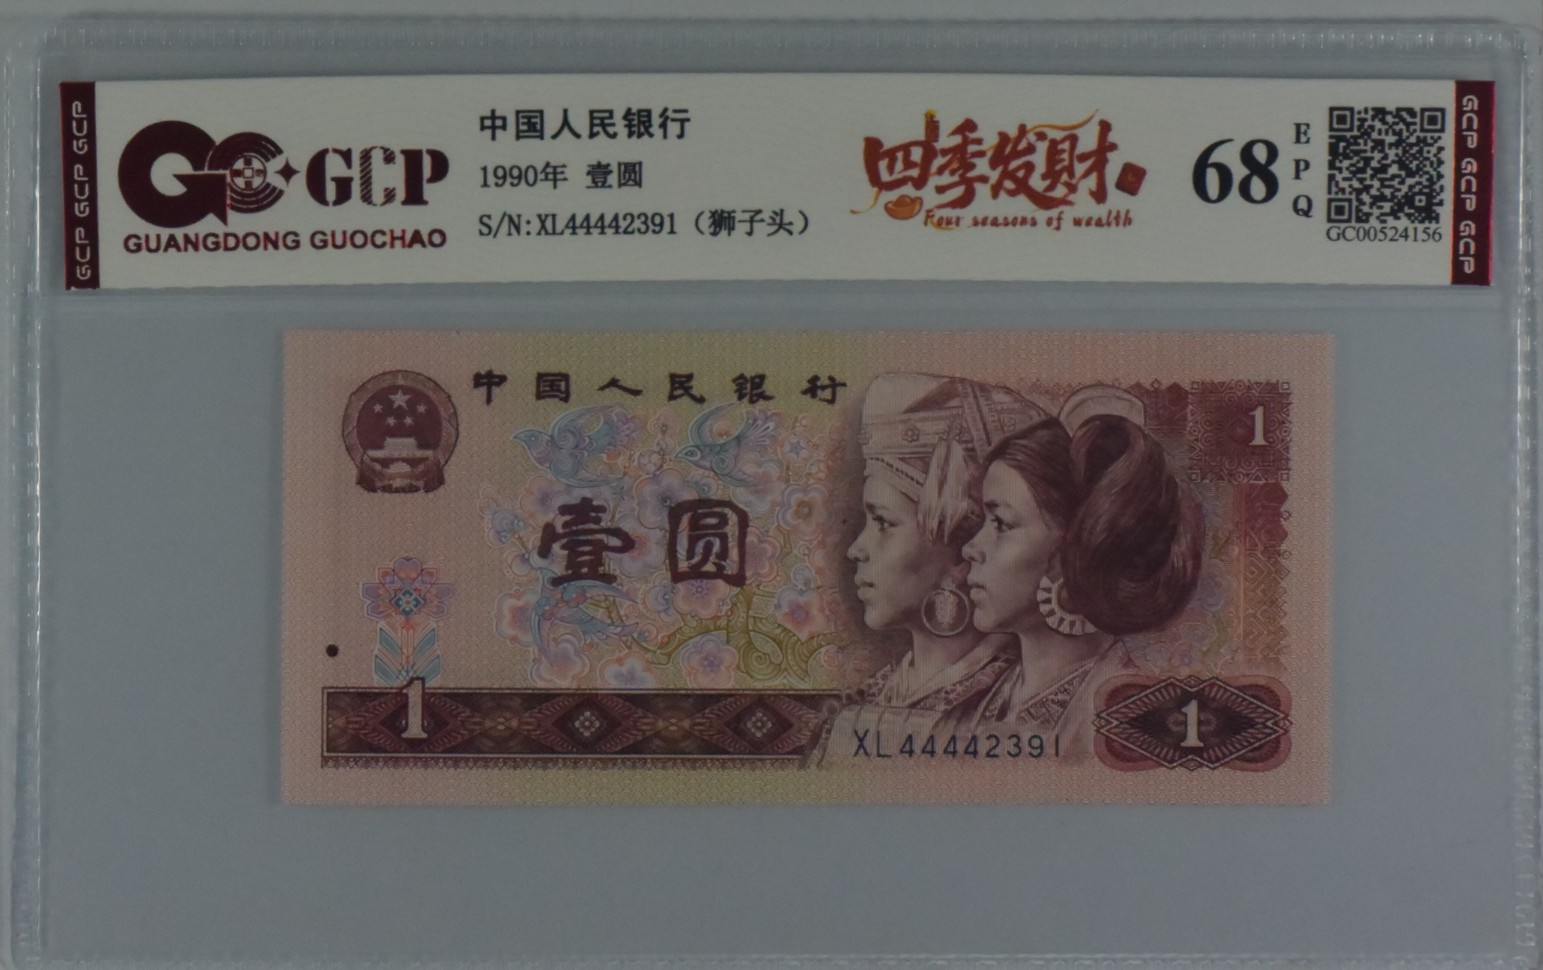 GCP GCP GCP
GCP
GUANGDONG GUOCHAO
中国人民银行
1990年 壹圆
S/N:XL44442391（狮子头）
四季发财
Four seasons of wealth
68
EPQ
GC00524156
GCP GCP GCP
中国人民银行
1
壹圆
1
XL44442391
1